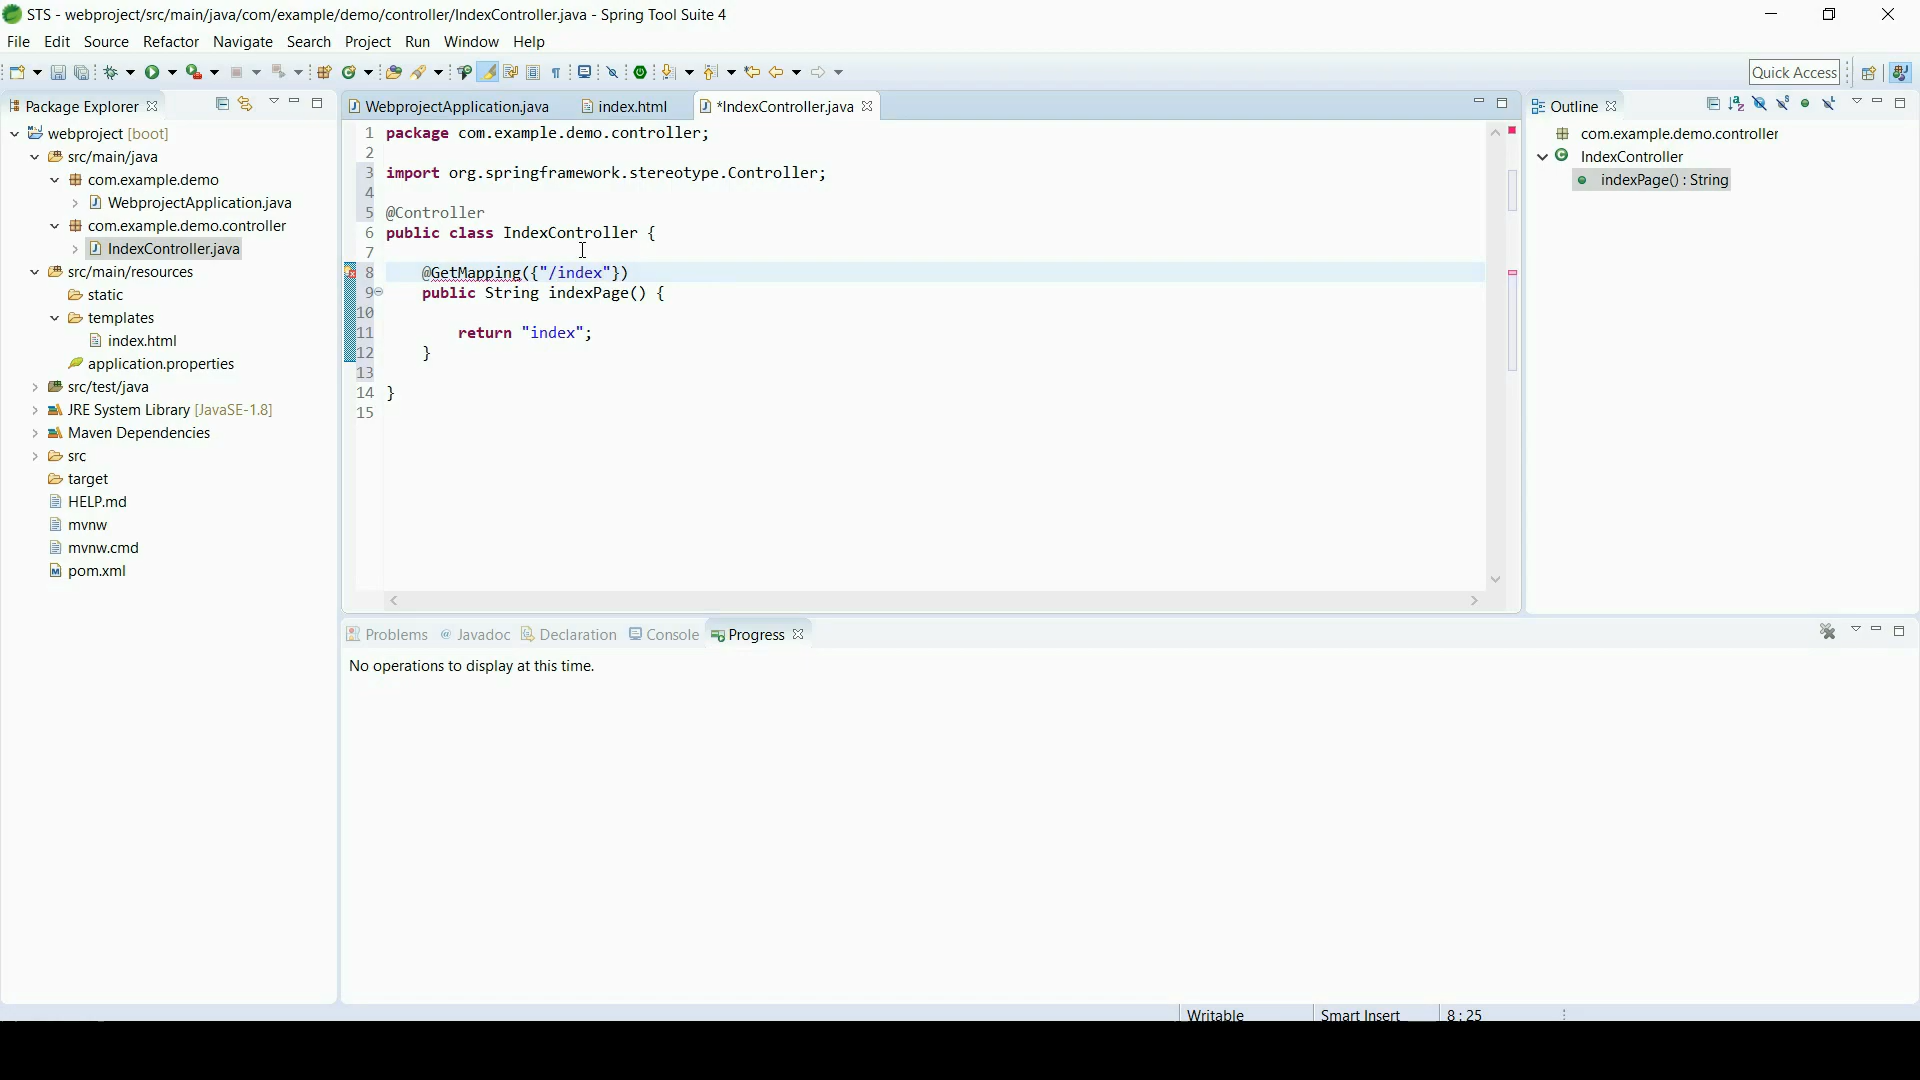 STS - webproject/src/main/java/com/example/demo/controller/IndexController.java - Spring Tool Suite 4
File Edit Source Refactor Navigate Search Project Run Window Help
Quick Access
Package Explorer
webproject [boot]
src/main/java
com.example.demo
WebprojectApplication.java
com.example.demo.controller
IndexController.java
src/main/resources
static
templates
index.html
application.properties
src/test/java
JRE System Library [JavaSE-1.8]
Maven Dependencies
src
target
HELP.md
mvnw
mvnw.cmd
pom.xml
WebprojectApplication.java index.html *IndexController.java
1 package com.example.demo.controller;
2
3 import org.springframework.stereotype.Controller;
4
5 @Controller
6 public class IndexController {
7
8 @GetMapping({"/index"})
9 public String indexPage() {
10
11 return "index";
12 }
13
14 }
15
Outline
com.example.demo.controller
IndexController
indexPage() : String
Problems @ Javadoc Declaration Console Progress
No operations to display at this time.
Writable Smart Insert 8 : 25